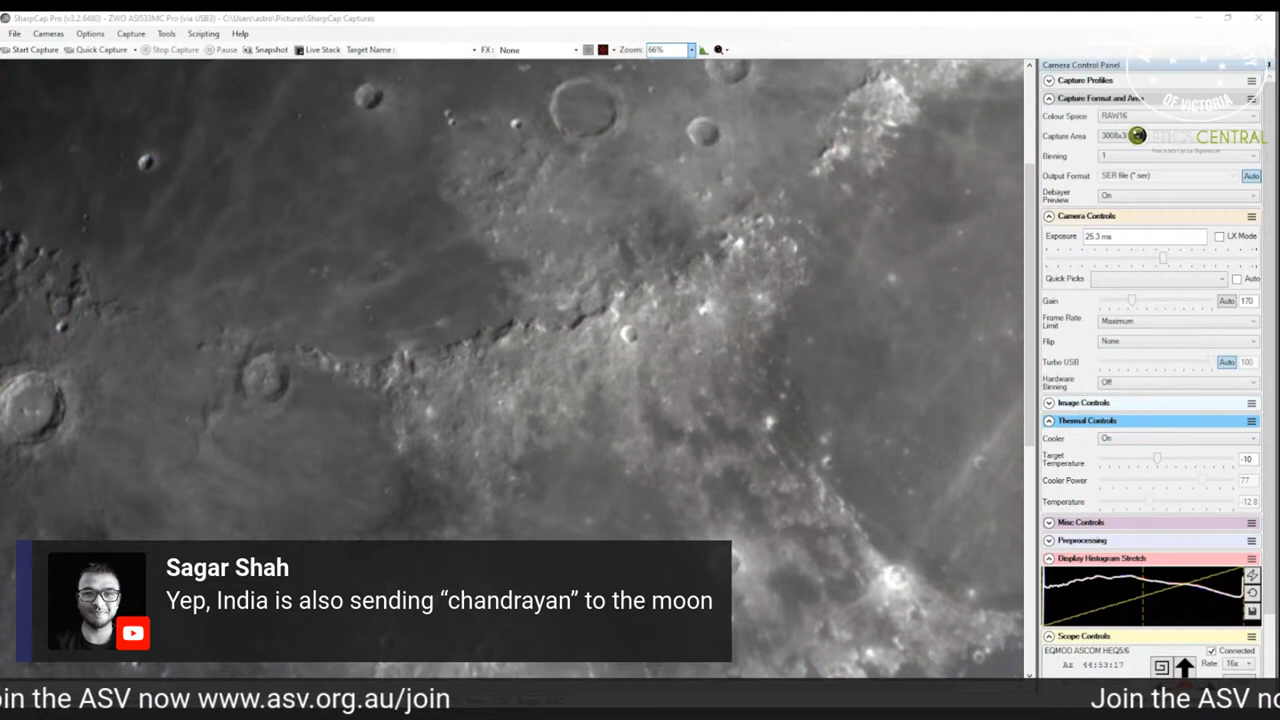 SharpCap Pro (v3.2.6480) - ZWO ASI533MC Pro (via USB3) - C:\Users\astro\Pictures\SharpCap Captures
File Cameras Options Capture Tools Scripting Help
Start Capture Quick Capture Stop Capture Pause Snapshot Live Stack Target Name: FX: None Zoom: 66%
Camera Control Panel
Capture Profiles
Capture Format and Area
OF VICTORIA
Colour Space RAW16
Capture Area
CENTRAL
Binning 1
Output Format SER file (*.ser) Auto
Debayer Preview On
Camera Controls
Exposure 25.3 ms LX Mode
Quick Picks Auto
Gain Auto 170
Frame Rate Limit Maximum
Flip None
Turbo USB Auto 100
Hardware Binning Off
Image Controls
Thermal Controls
Cooler On
Target Temperature -10
Cooler Power 77
Temperature -12.8
Misc Controls
Preprocessing
Display Histogram Stretch
Scope Controls
EQMOD ASCOM HEQ5/6 Connected
Az 44:53:17 Rate: 16x
Sagar Shah
Yep, India is also sending “chandrayan” to the moon
oin the ASV now www.asv.org.au/join Join the ASV no